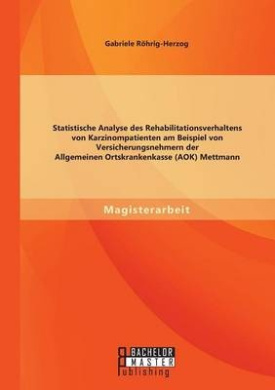 Gabriele Röhrig-Herzog
Statistische Analyse des Rehabilitationsverhaltens
von Karzinompatienten am Beispiel von
Versicherungsnehmern der
Allgemeinen Ortskrankenkasse (AOK) Mettmann
Magisterarbeit
BACHELOR
MASTER
Publishing